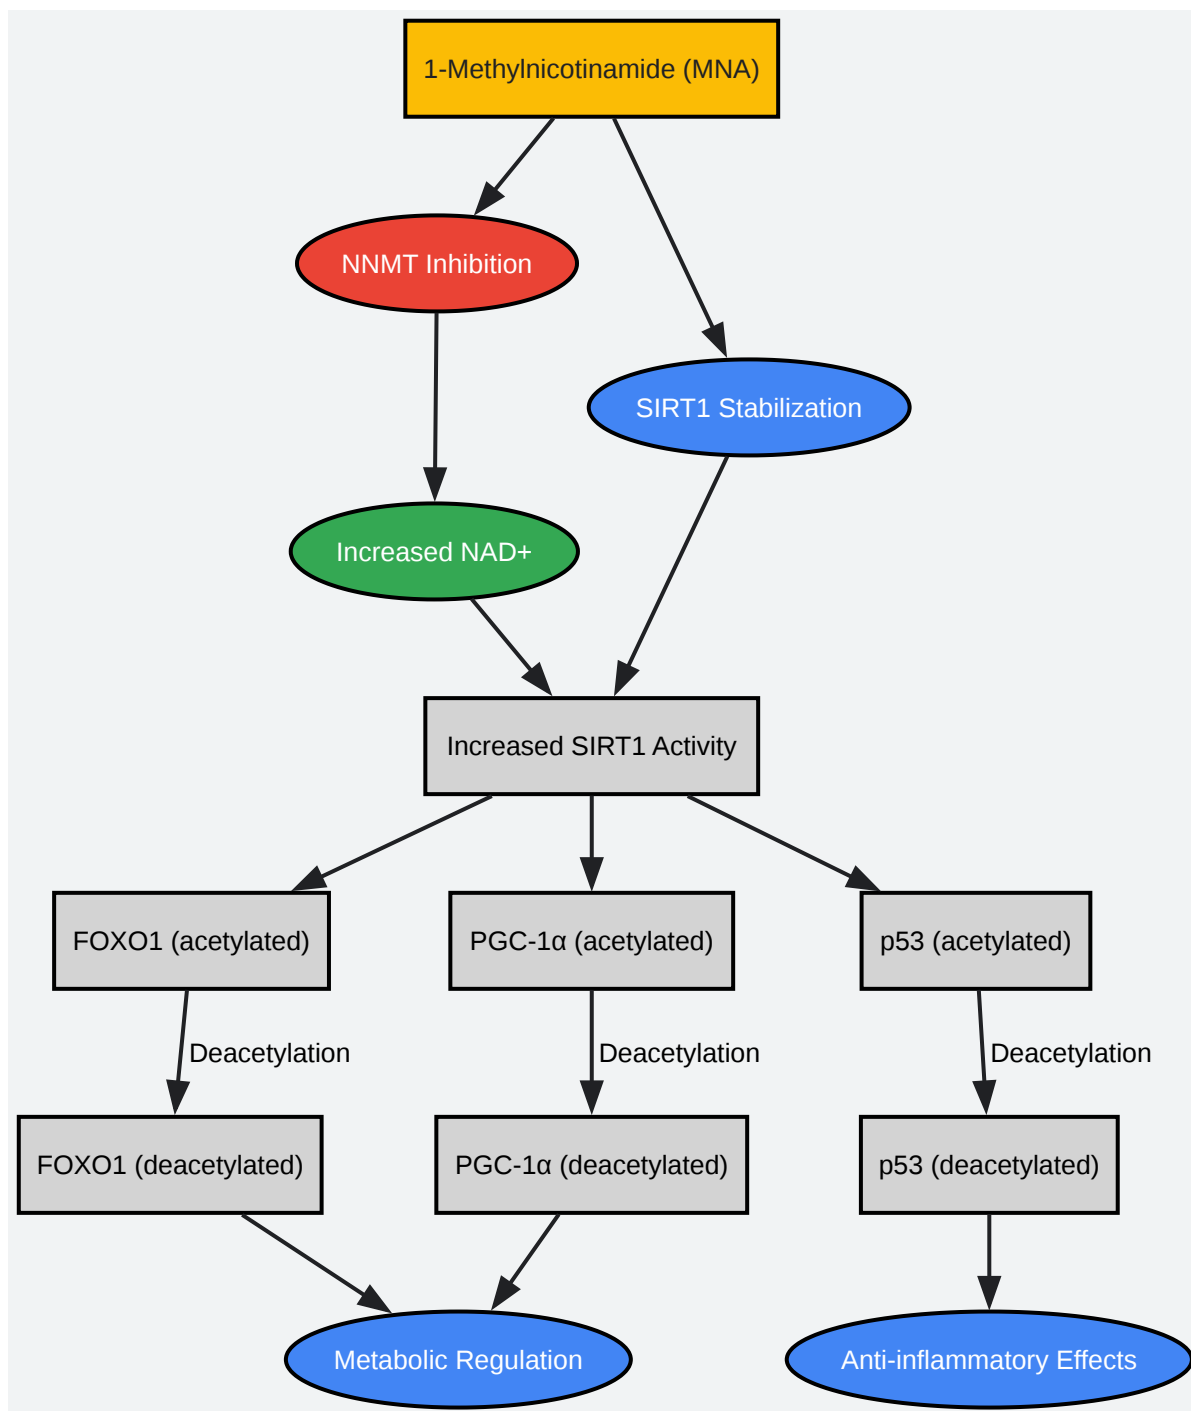 1-Methylnicotinamide (MNA)
NNMT Inhibition
SIRT1 Stabilization
Increased NAD+
Increased SIRT1 Activity
FOXO1 (acetylated)
PGC-1α (acetylated)
p53 (acetylated)
Deacetylation
Deacetylation
Deacetylation
FOXO1 (deacetylated)
PGC-1α (deacetylated)
p53 (deacetylated)
Metabolic Regulation
Anti-inflammatory Effects